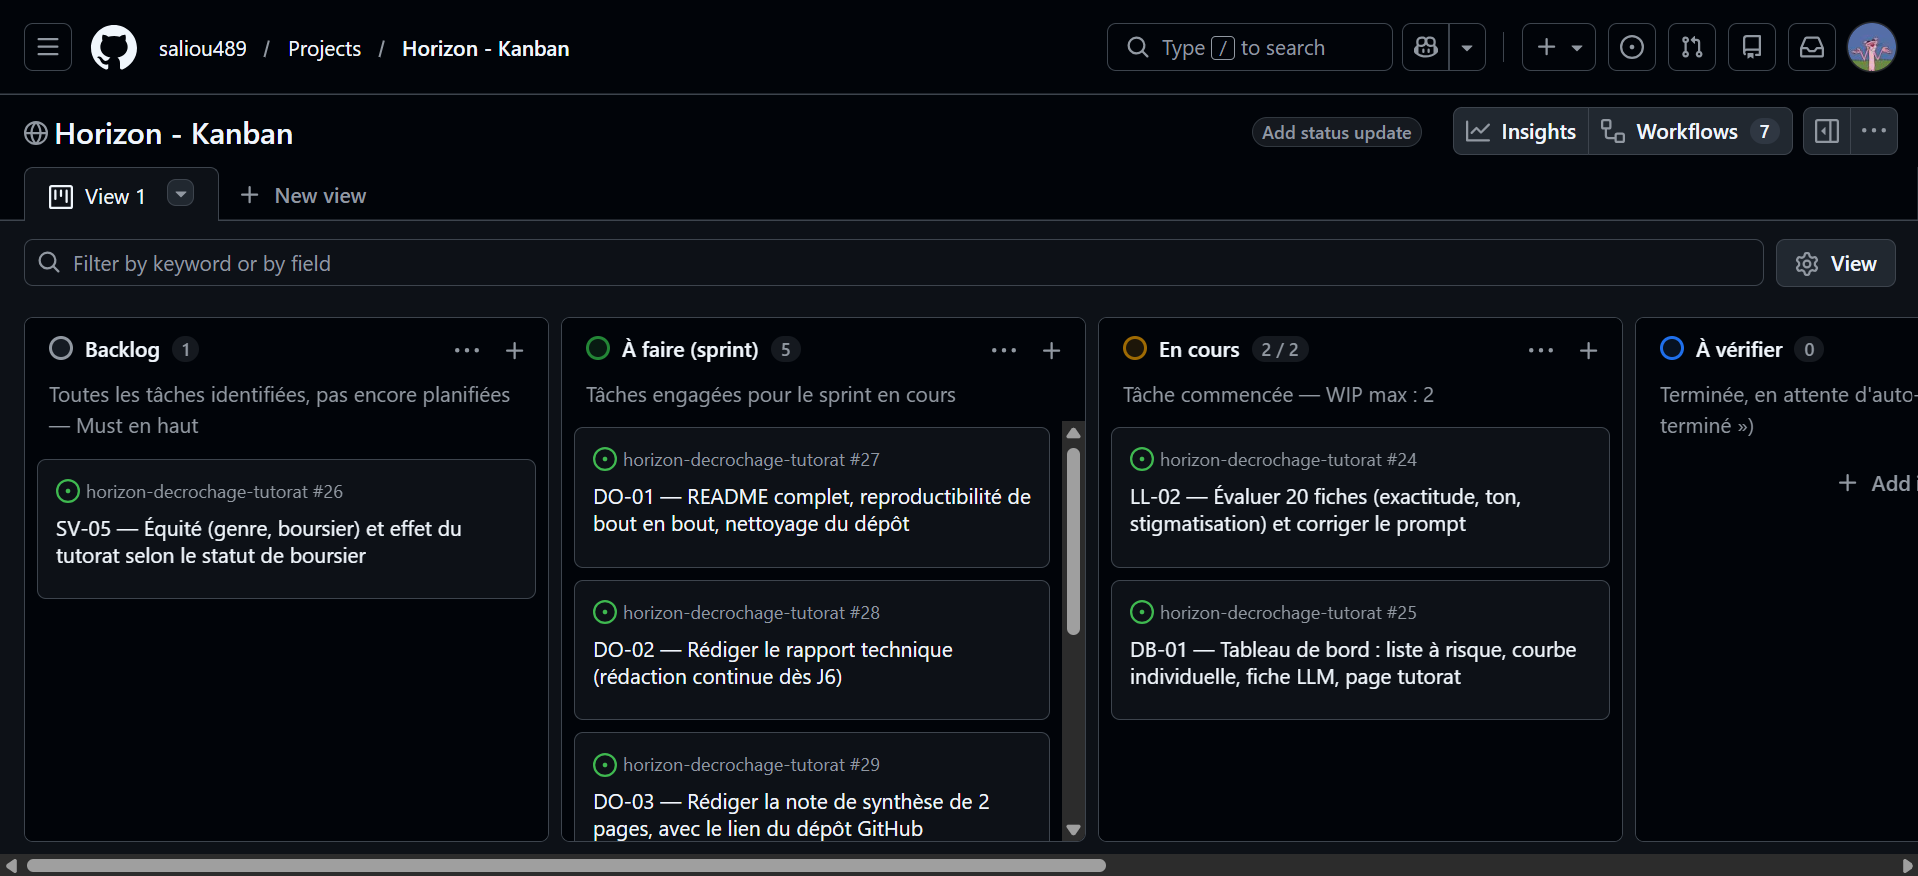 saliou489 / Projects / Horizon - Kanban
Type / to search
Horizon - Kanban
Add status update
Insights
Workflows 7
View 1
New view
Filter by keyword or by field
View
Backlog 1
Toutes les tâches identifiées, pas encore planifiées
— Must en haut
horizon-decrochage-tutorat #26
SV-05 — Équité (genre, boursier) et effet du
tutorat selon le statut de boursier
À faire (sprint) 5
Tâches engagées pour le sprint en cours
horizon-decrochage-tutorat #27
DO-01 — README complet, reproductibilité de
bout en bout, nettoyage du dépôt
horizon-decrochage-tutorat #28
DO-02 — Rédiger le rapport technique
(rédaction continue dès J6)
horizon-decrochage-tutorat #29
DO-03 — Rédiger la note de synthèse de 2
pages, avec le lien du dépôt GitHub
En cours 2 / 2
Tâche commencée — WIP max : 2
horizon-decrochage-tutorat #24
LL-02 — Évaluer 20 fiches (exactitude, ton,
stigmatisation) et corriger le prompt
horizon-decrochage-tutorat #25
DB-01 — Tableau de bord : liste à risque, courbe
individuelle, fiche LLM, page tutorat
À vérifier 0
Terminée, en attente d'auto-
terminé »)
Add